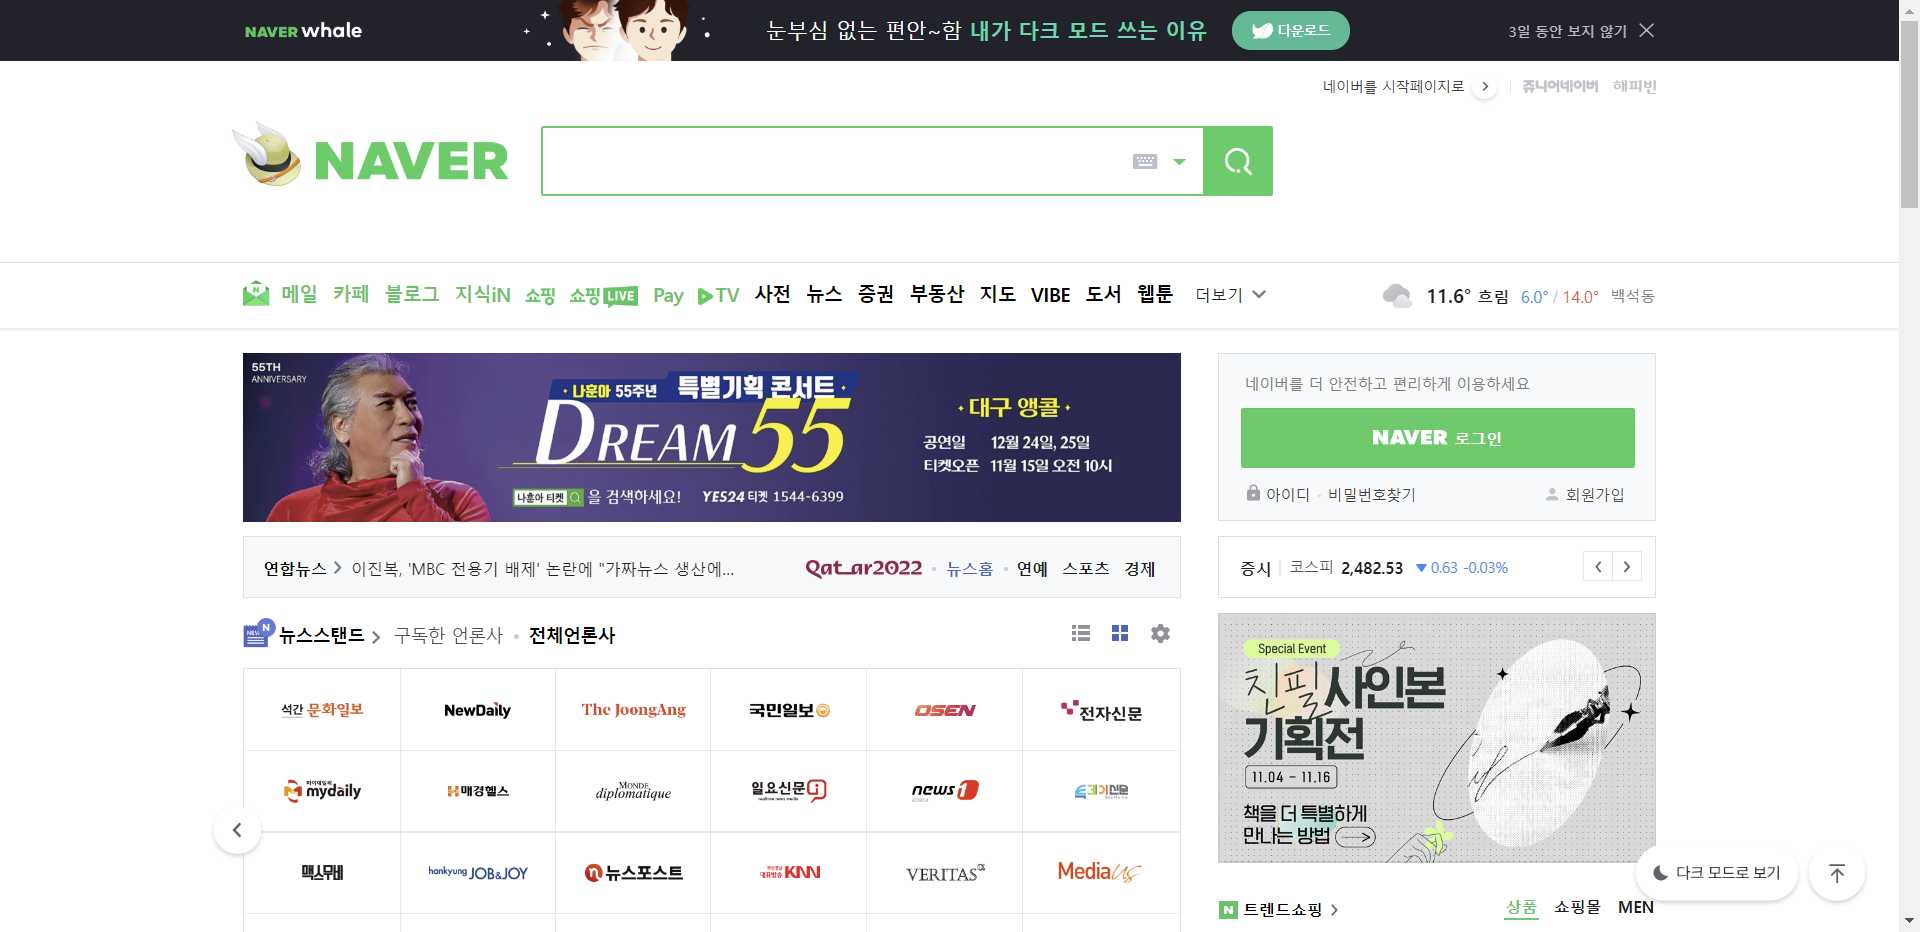 NAVER whale
눈부심 없는 편안~함 내가 다크 모드 쓰는 이유
다운로드
3일 동안 보지 않기
네이버를 시작페이지로
쥬니어네이버
해피빈
NAVER
메일 카페 블로그 지식iN 쇼핑 쇼핑LIVE Pay TV 사전 뉴스 증권 부동산 지도 VIBE 도서 웹툰 더보기
11.6° 흐림 6.0° / 14.0° 백석동
55TH
ANNIVERSARY
나훈아 55주년 특별기획 콘서트
DREAM 55
나훈아 티켓 을 검색하세요! YES24 티켓 1544-6399
대구 앵콜
공연일 12월 24일, 25일
티켓오픈 11월 15일 오전 10시
네이버를 더 안전하고 편리하게 이용하세요
NAVER 로그인
아이디 · 비밀번호찾기
회원가입
연합뉴스 > 이진복, 'MBC 전용기 배제' 논란에 "가짜뉴스 생산에...
Qatar2022 · 뉴스홈 · 연예 스포츠 경제
증시 코스피 2,482.53 ▼ 0.63 -0.03%
뉴스스탠드 > 구독한 언론사 · 전체언론사
석간 문화일보
NewDaily
The JoongAng
국민일보
OSEN
전자신문
마이데일리
mydaily
매경헬스
MONDE
diplomatique
일요신문
news1
맥스무비
hankyung JOB&JOY
뉴스포스트
KNN
VERITAS α
Media us
Special Event
친필 사인본
기획전
11.04 – 11.16
책을 더 특별하게
만나는 방법
다크 모드로 보기
N 트렌드쇼핑 >
상품 쇼핑몰 MEN